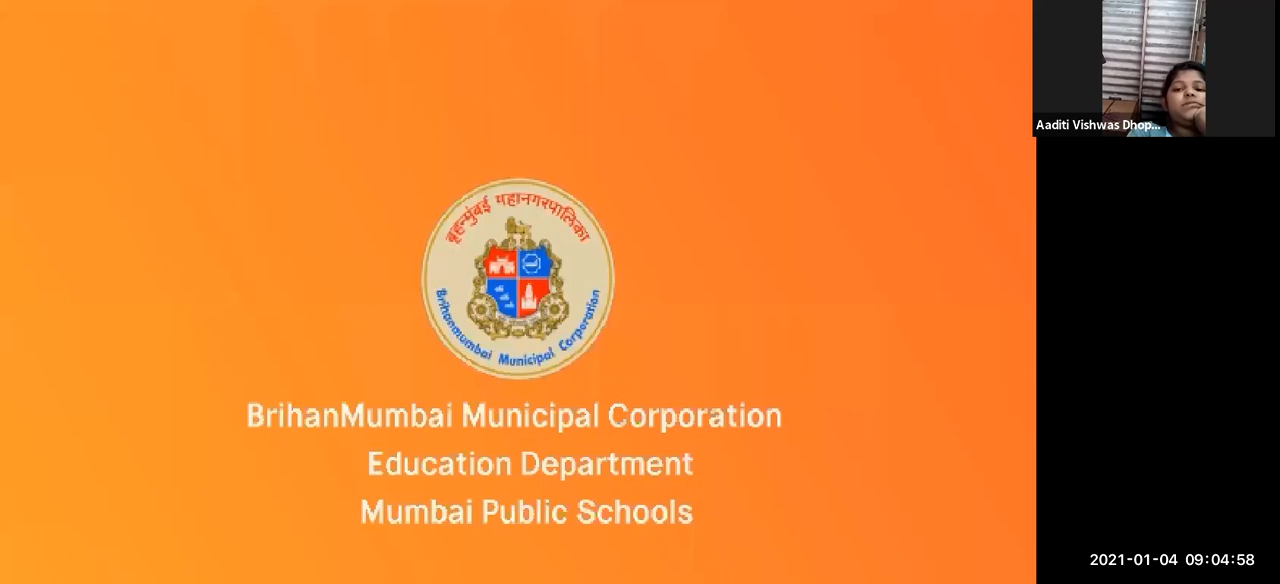 बृहन्मुंबई महानगरपालिका
Brihanmumbai Municipal Corporation
BrihanMumbai Municipal Corporation
Education Department
Mumbai Public Schools
Aaditi Vishwas Dhop...
2021-01-04 09:04:58